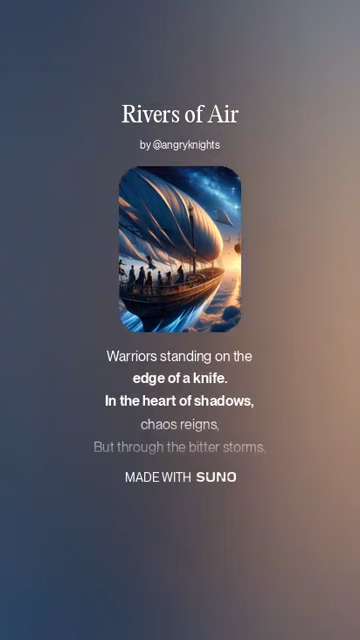 Rivers of Air
by @angryknights
Warriors standing on the
edge of a knife.
In the heart of shadows,
chaos reigns,
But through the bitter storms,
MADE WITH SUNO